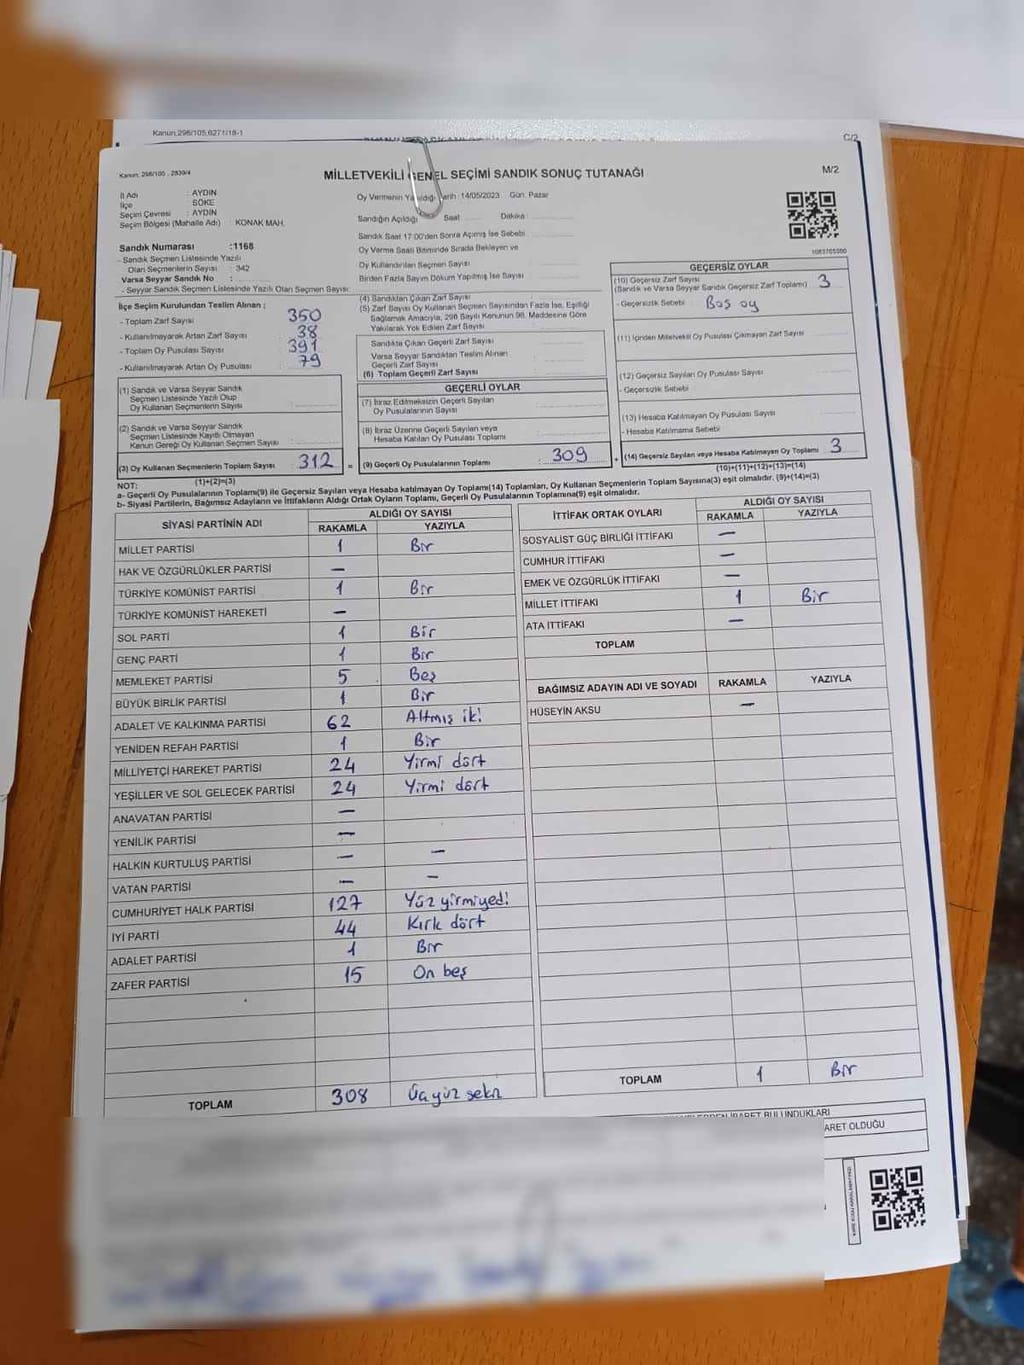 Kanun.298/105,6271/18-1
C/2
Kanun: 298/105 , 2839/4
MİLLETVEKİLİ GENEL SEÇİMİ SANDIK SONUÇ TUTANAĞI
M/2
İl Adı : AYDIN
İlçe : SÖKE
Seçim Çevresi : AYDIN
Seçim Bölgesi (Mahalle Adı) : KONAK MAH.
Sandık Numarası :1168
- Sandık Seçmen Listesinde Yazılı
Olan Seçmenlerin Sayısı : 342
Varsa Seyyar Sandık No :
- Seyyar Sandık Seçmen Listesinde Yazılı Olan Seçmen Sayısı:
Oy Vermenin Yapıldığı Tarih :14/05/2023 Gün: Pazar
Sandığın Açıldığı Saat Dakika :
Sandık Saat 17:00'den Sonra Açılmış İse Sebebi
Oy Verme Saati Bitiminde Sırada Bekleyen ve
Oy Kullandırılan Seçmen Sayısı
Birden Fazla Sayım Döküm Yapılmış İse Sayısı
İlçe Seçim Kurulundan Teslim Alınan ;
- Toplam Zarf Sayısı : 350
- Kullanılmayarak Artan Zarf Sayısı : 38
- Toplam Oy Pusulası Sayısı : 391
- Kullanılmayarak Artan Oy Pusulası : 79
(4) Sandıktan Çıkan Zarf Sayısı
(5) Zarf Sayısı Oy Kullanan Seçmen Sayısından Fazla İse, Eşitliği
Sağlamak Amacıyla, 298 Sayılı Kanunun 98. Maddesine Göre
Yakılarak Yok Edilen Zarf Sayısı
Sandıkta Çıkan Geçerli Zarf Sayısı
Varsa Seyyar Sandıktan Teslim Alınan
Geçerli Zarf Sayısı
(6) Toplam Geçerli Zarf Sayısı
GEÇERSİZ OYLAR
(10) Geçersiz Zarf Sayısı 3
(Sandık ve Varsa Seyyar Sandık Geçersiz Zarf Toplamı)
- Geçersizlik Sebebi : Boş oy
(11) İçinden Milletvekili Oy Pusulası Çıkmayan Zarf Sayısı
(12) Geçersiz Sayılan Oy Pusulası Sayısı
- Geçersizlik Sebebi :
(13) Hesaba Katılmayan Oy Pusulası Sayısı
- Hesaba Katılmama Sebebi
(14) Geçersiz Sayılan veya Hesaba Katılmayan Oy Toplamı 3
(10)+(11)+(12)+(13)=(14)
(1) Sandık ve Varsa Seyyar Sandık
Seçmen Listesinde Yazılı Olup
Oy Kullanan Seçmenlerin Sayısı
(2) Sandık ve Varsa Seyyar Sandık
Seçmen Listesinde Kayıtlı Olmayan
Kanun Gereği Oy Kullanan Seçmen Sayısı
(3) Oy Kullanan Seçmenlerin Toplam Sayısı 312 =
(1)+(2)=(3)
GEÇERLİ OYLAR
(7) İtiraz Edilmeksizin Geçerli Sayılan
Oy Pusulalarının Sayısı
(8) İtiraz Üzerine Geçerli Sayılan veya
Hesaba Katılan Oy Pusulası Toplamı
(9) Geçerli Oy Pusulalarının Toplamı : 309 +
NOT:
a- Geçerli Oy Pusulalarının Toplamı(9) ile Geçersiz Sayılan veya Hesaba katılmayan Oy Toplamı(14) Toplamları, Oy Kullanan Seçmenlerin Toplam Sayısına(3) eşit olmalıdır. (9)+(14)=(3)
b- Siyasi Partilerin, Bağımsız Adayların ve İttifakların Aldığı Ortak Oyların Toplamı, Geçerli Oy Pusulalarının Toplamına(9) eşit olmalıdır.
SİYASİ PARTİNİN ADI ALDIĞI OY SAYISI
RAKAMLA YAZIYLA
MİLLET PARTİSİ 1 Bir
HAK VE ÖZGÜRLÜKLER PARTİSİ –
TÜRKİYE KOMÜNİST PARTİSİ 1 Bir
TÜRKİYE KOMÜNİST HAREKETİ –
SOL PARTİ 1 Bir
GENÇ PARTİ 1 Bir
MEMLEKET PARTİSİ 5 Beş
BÜYÜK BİRLİK PARTİSİ 1 Bir
ADALET VE KALKINMA PARTİSİ 62 Altmış iki
YENİDEN REFAH PARTİSİ 1 Bir
MİLLİYETÇİ HAREKET PARTİSİ 24 Yirmi dört
YEŞİLLER VE SOL GELECEK PARTİSİ 24 Yirmi dört
ANAVATAN PARTİSİ –
YENİLİK PARTİSİ –
HALKIN KURTULUŞ PARTİSİ – –
VATAN PARTİSİ – –
CUMHURİYET HALK PARTİSİ 127 Yüz yirmiyedi
İYİ PARTİ 44 Kırk dört
ADALET PARTİSİ 1 Bir
ZAFER PARTİSİ 15 On beş
TOPLAM 308 Üçyüz sekiz
İTTİFAK ORTAK OYLARI ALDIĞI OY SAYISI
RAKAMLA YAZIYLA
SOSYALİST GÜÇ BİRLİĞİ İTTİFAKI –
CUMHUR İTTİFAKI –
EMEK VE ÖZGÜRLÜK İTTİFAKI –
MİLLET İTTİFAKI 1 Bir
ATA İTTİFAKI –
TOPLAM
BAĞIMSIZ ADAYIN ADI VE SOYADI RAKAMLA YAZIYLA
HÜSEYİN AKSU –
TOPLAM 1 Bir
İBARET BULUNDUKLARI
ARET OLDUĞU